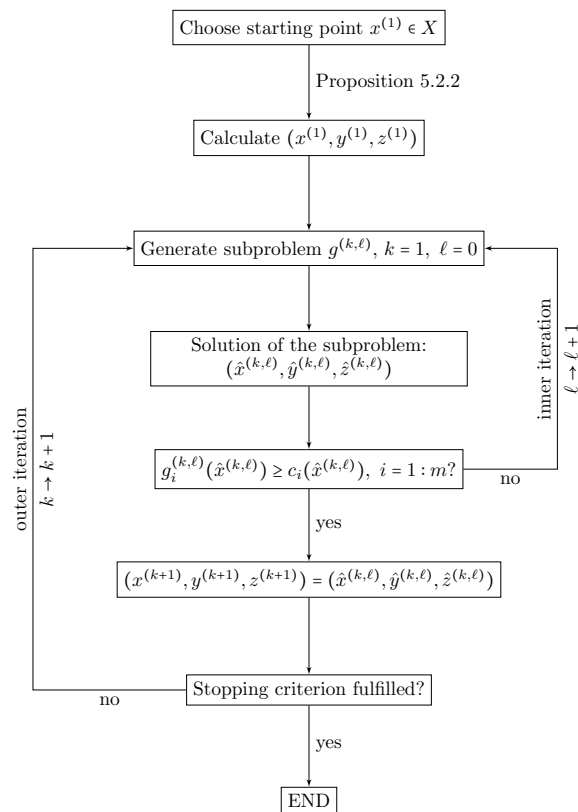 Choose starting point x^(1) ∈ X
Proposition 5.2.2
Calculate (x^(1), y^(1), z^(1))
Generate subproblem g^(k,ℓ), k = 1, ℓ = 0
Solution of the subproblem:
(x̂^(k,ℓ), ŷ^(k,ℓ), ẑ^(k,ℓ))
inner iteration
ℓ → ℓ + 1
outer iteration
k → k + 1
g_i^(k,ℓ)(x̂^(k,ℓ)) ≥ c_i(x̂^(k,ℓ)), i = 1 : m?
no
yes
(x^(k+1), y^(k+1), z^(k+1)) = (x̂^(k,ℓ), ŷ^(k,ℓ), ẑ^(k,ℓ))
Stopping criterion fulfilled?
no
yes
END